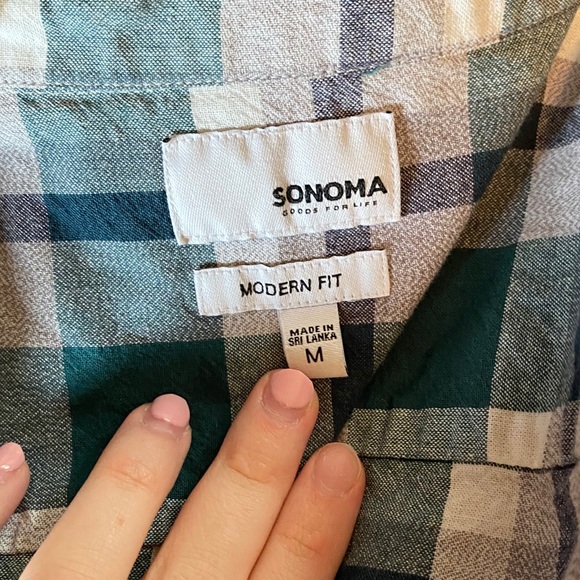 SONOMA
GOODS FOR LIFE
MODERN FIT
MADE IN
SRI LANKA
M